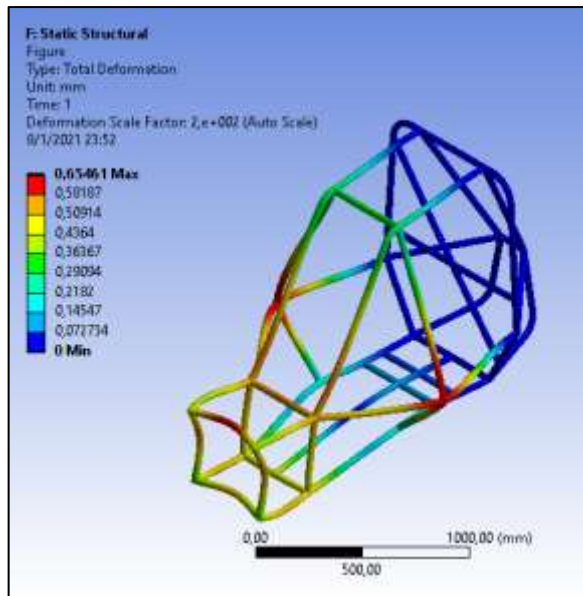 F: Static Structural
Figure
Type: Total Deformation
Unit: mm
Time: 1
Deformation Scale Factor: 2,e+002 (Auto Scale)
8/1/2021 23:52
0,65461 Max
0,58187
0,50914
0,4364
0,36367
0,29094
0,2182
0,14547
0,072734
0 Min
0,00
1000,00 (mm)
500,00